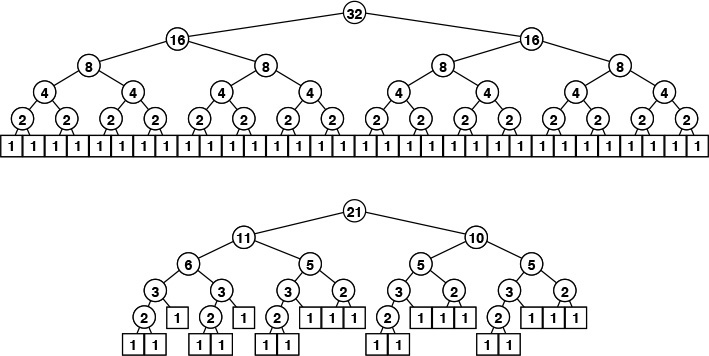 32
16 16
8 8 8 8
4 4 4 4 4 4 4 4
2 2 2 2 2 2 2 2 2 2 2 2 2 2 2 2
1 1 1 1 1 1 1 1 1 1 1 1 1 1 1 1 1 1 1 1 1 1 1 1 1 1 1 1 1 1 1 1
21
11 10
6 5 5 5
3 3 3 2 3 2 3 2
2 1 2 1 2 1 1 1 2 1 1 1 2 1 1 1
1 1 1 1 1 1 1 1 1 1